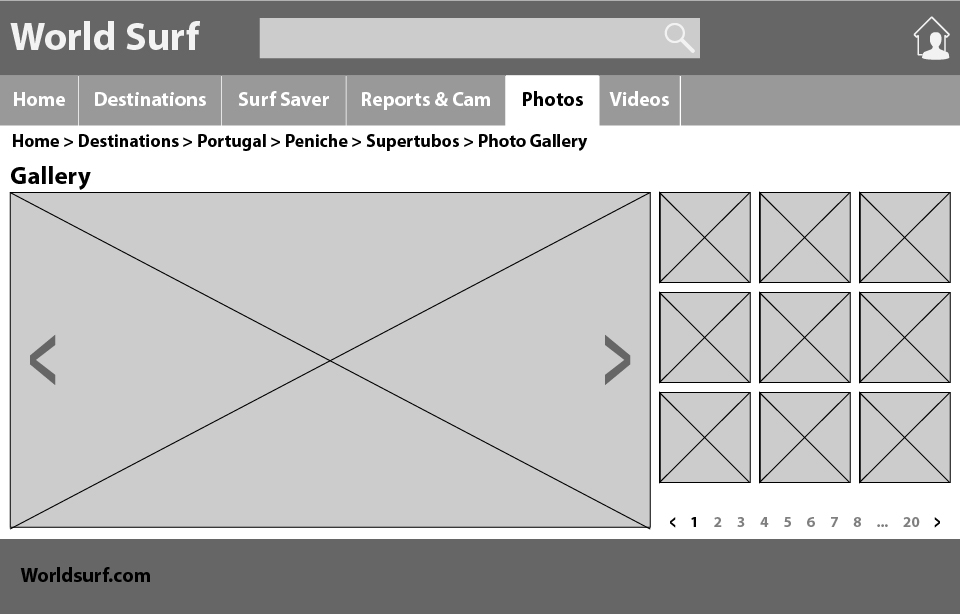 World Surf
Home Destinations Surf Saver Reports & Cam Photos Videos
Home > Destinations > Portugal > Peniche > Supertubos > Photo Gallery
Gallery
< >
< 1 2 3 4 5 6 7 8 ... 20 >
Worldsurf.com